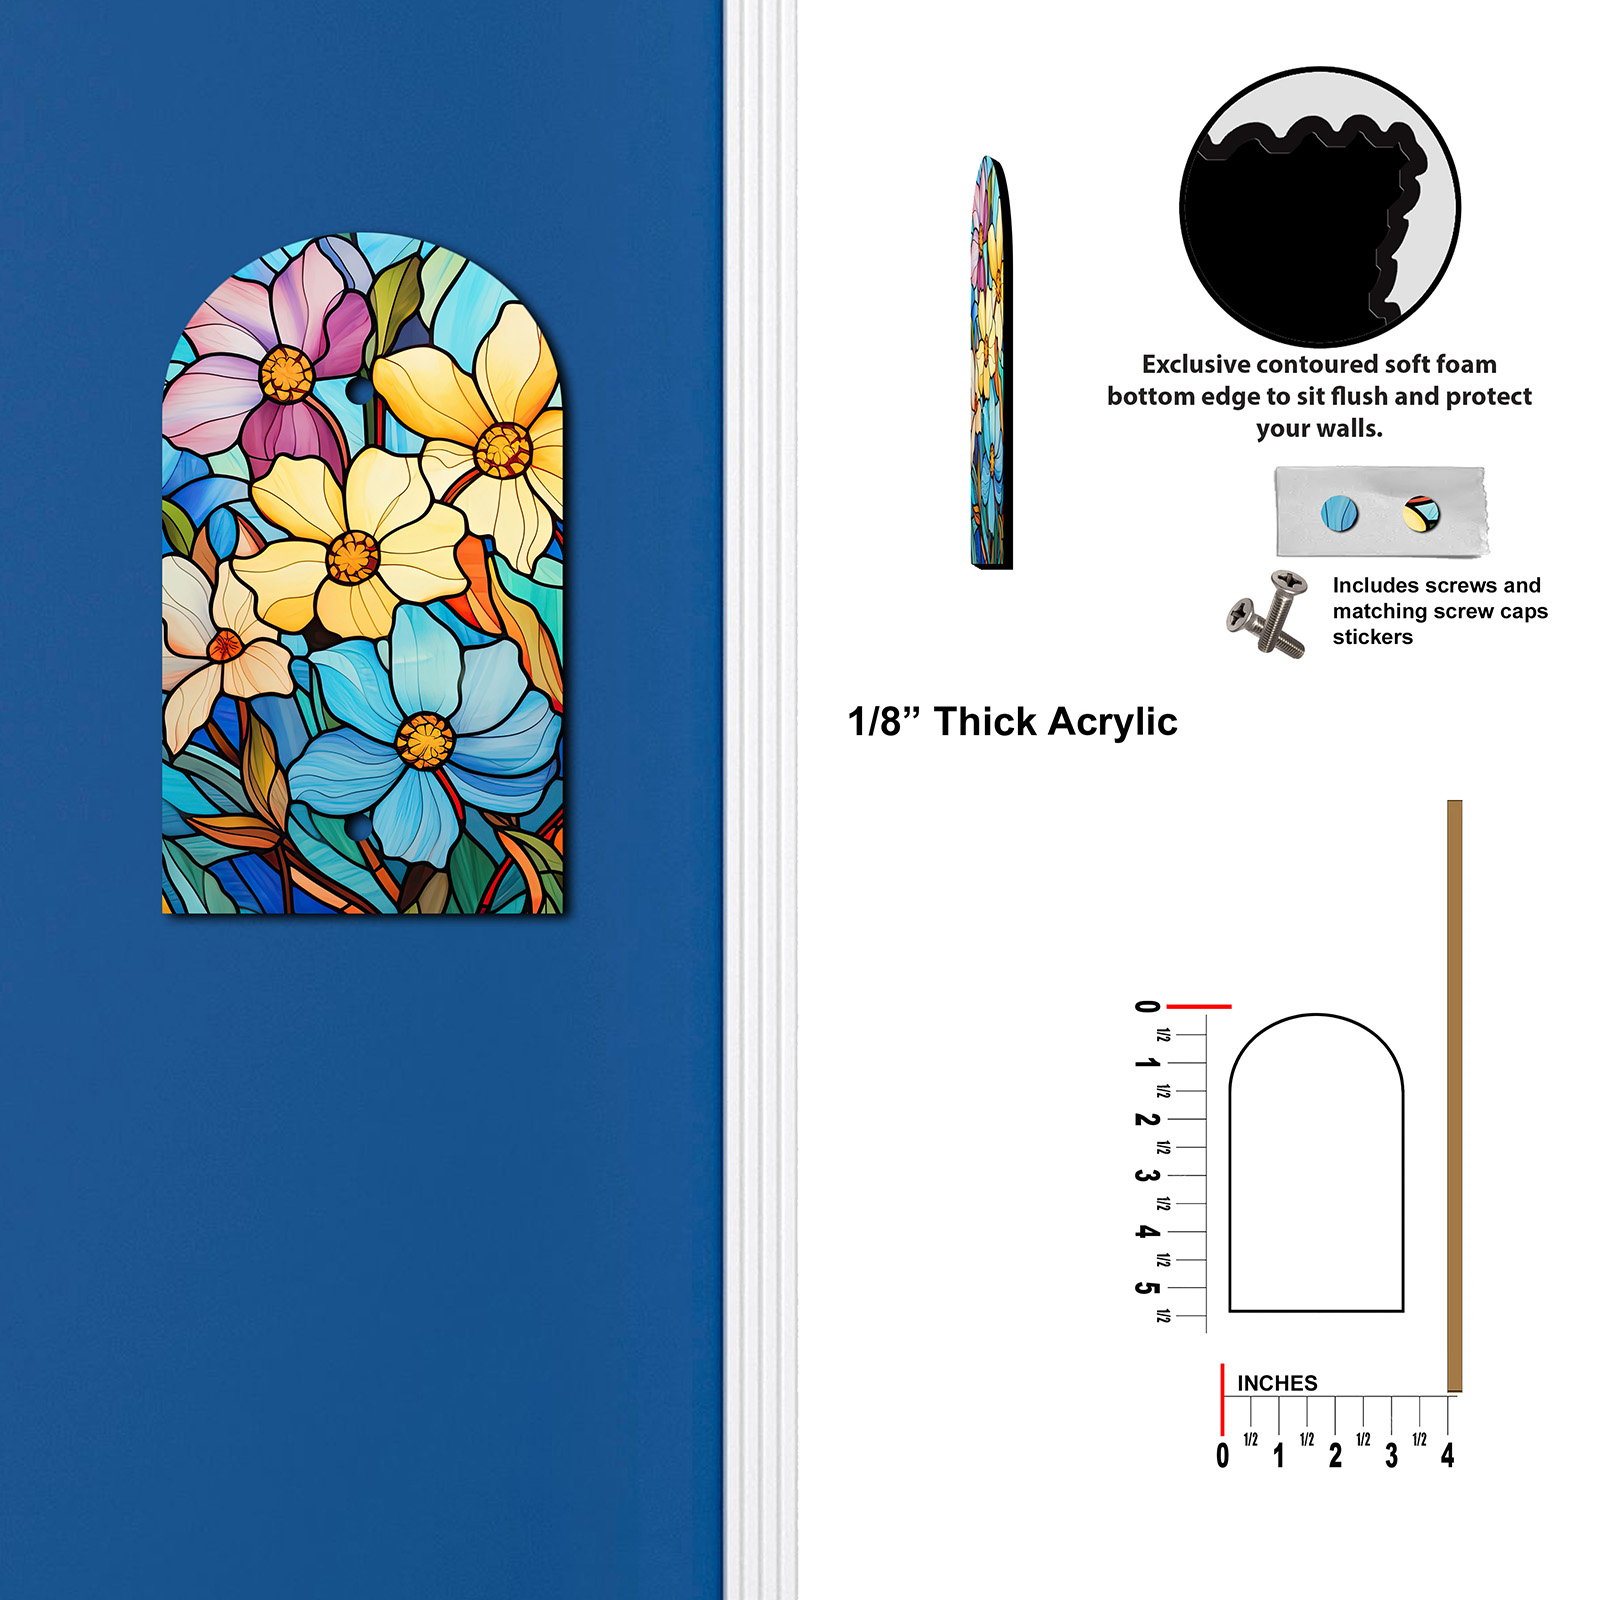 Exclusive contoured soft foam
bottom edge to sit flush and protect
your walls.
Includes screws and
matching screw caps
stickers
1/8” Thick Acrylic
0
1/2
1
1/2
2
1/2
3
1/2
4
1/2
5
1/2
INCHES
0 1/2 1 1/2 2 1/2 3 1/2 4